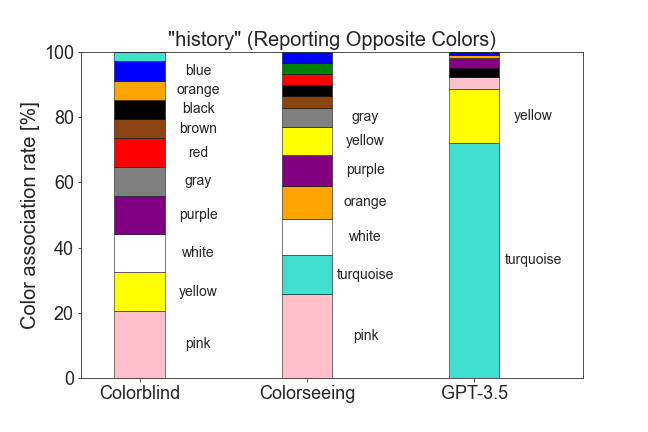 "history" (Reporting Opposite Colors)
Color association rate [%]
100
80
60
40
20
0
blue
orange
black
brown
red
gray
purple
white
yellow
pink
gray
yellow
purple
orange
white
turquoise
pink
yellow
turquoise
Colorblind
Colorseeing
GPT-3.5